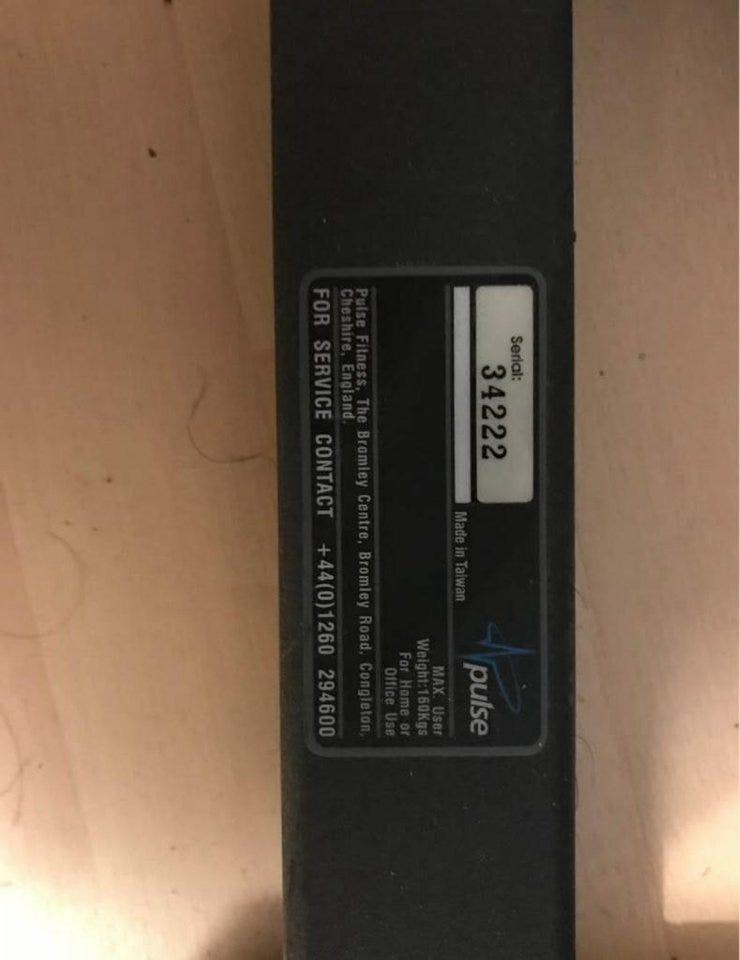 Serial:
34222
pulse
Made in Taiwan
MAX. User
Weight:160Kgs
For Home or
Office Use
Pulse Fitness, The Bromley Centre, Bromley Road, Congleton,
Cheshire, England.
FOR SERVICE CONTACT +44(0)1260 294600